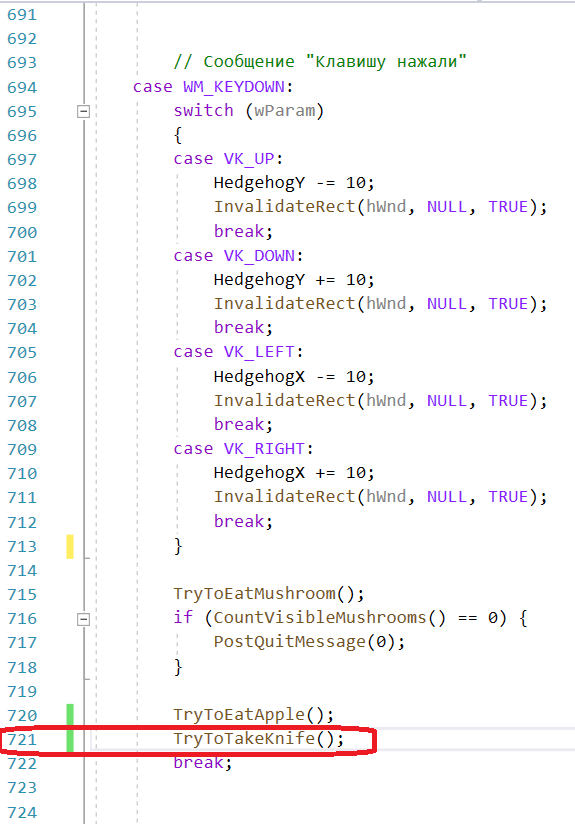 691
692
693 // Сообщение "Клавишу нажали"
694 case WM_KEYDOWN:
695 switch (wParam)
696 {
697 case VK_UP:
698 HedgehogY -= 10;
699 InvalidateRect(hWnd, NULL, TRUE);
700 break;
701 case VK_DOWN:
702 HedgehogY += 10;
703 InvalidateRect(hWnd, NULL, TRUE);
704 break;
705 case VK_LEFT:
706 HedgehogX -= 10;
707 InvalidateRect(hWnd, NULL, TRUE);
708 break;
709 case VK_RIGHT:
710 HedgehogX += 10;
711 InvalidateRect(hWnd, NULL, TRUE);
712 break;
713 }
714
715 TryToEatMushroom();
716 if (CountVisibleMushrooms() == 0) {
717 PostQuitMessage(0);
718 }
719
720 TryToEatApple();
721 TryToTakeKnife();
722 break;
723
724